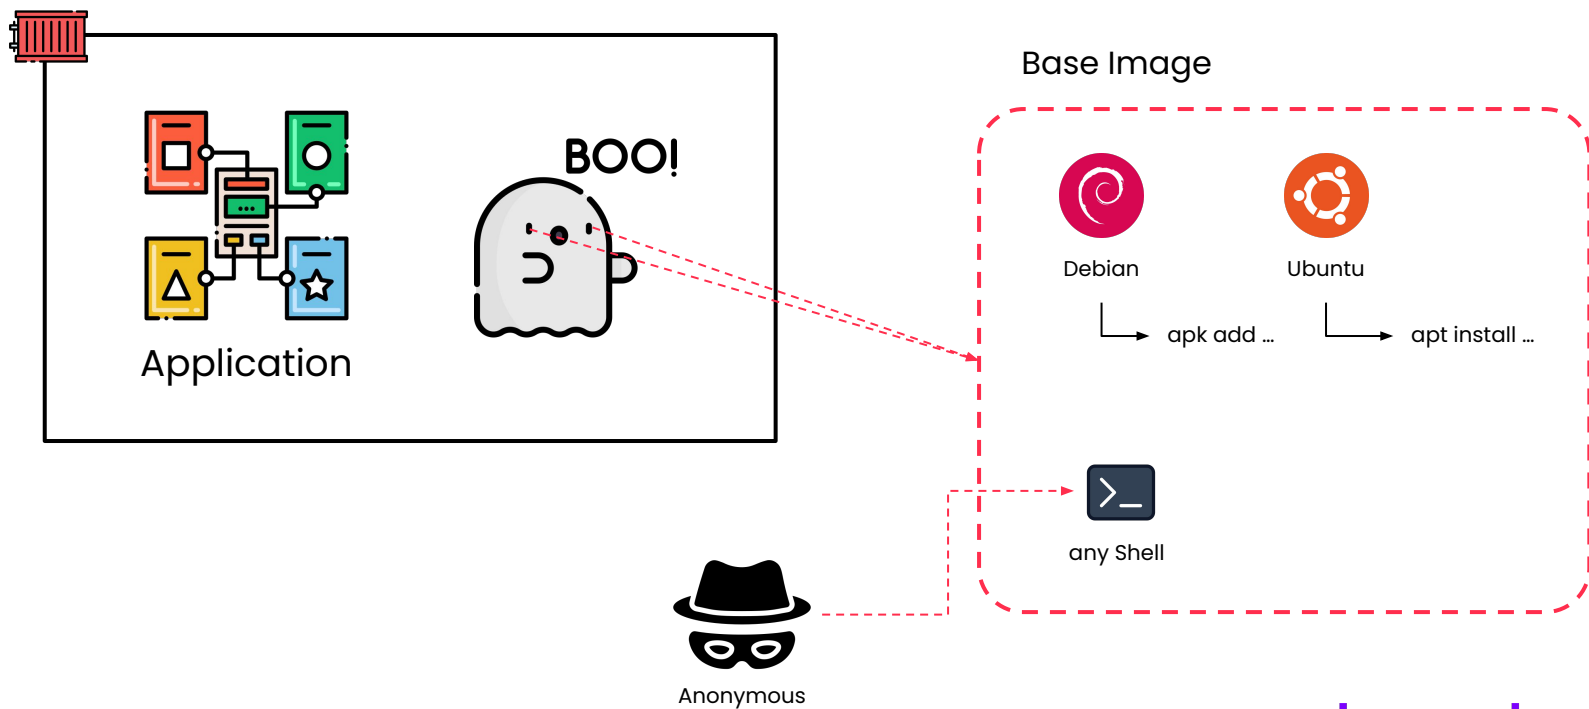 Base Image
BOO!
Debian
Ubuntu
apk add ...
apt install ...
Application
any Shell
Anonymous